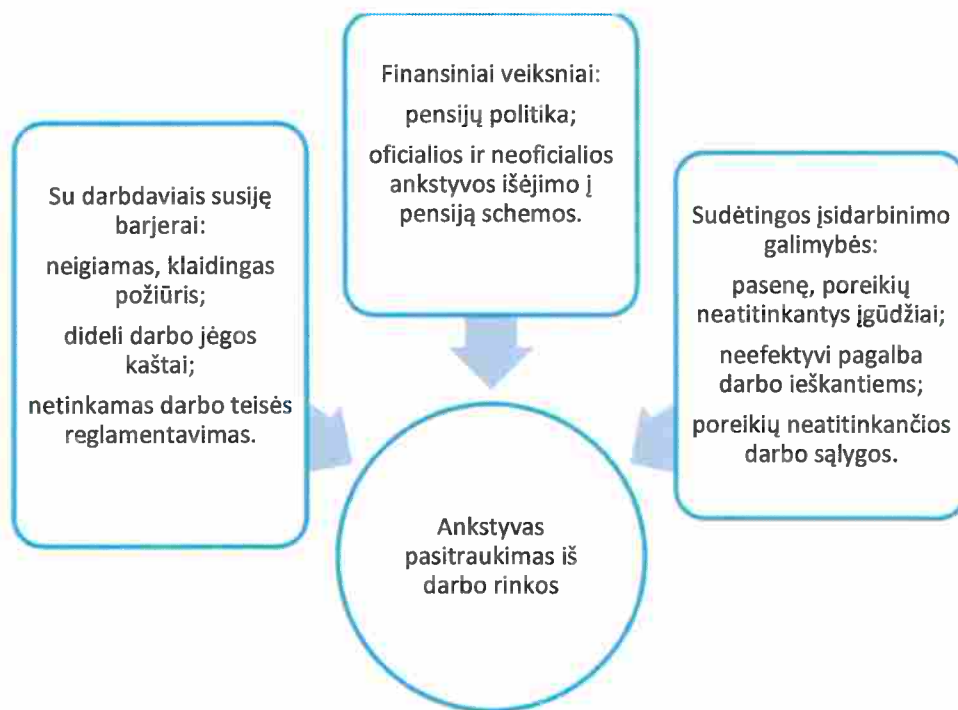 Finansiniai veiksniai:
pensijų politika;
oficialios ir neoficialios
ankstyvos išėjimo į
pensiją schemos.
Su darbdaviais susiję
barjerai:
neigiamas, klaidingas
požiūris;
dideli darbo jėgos
kaštai;
netinkamas darbo teisės
reglamentavimas.
Sudėtingos įsidarbinimo
galimybės:
pasenę, poreikių
neatitinkantys įgūdžiai;
neefektyvi pagalba
darbo ieškantiems;
poreikių neatitinkančios
darbo sąlygos.
Ankstyvas
pasitraukimas iš
darbo rinkos